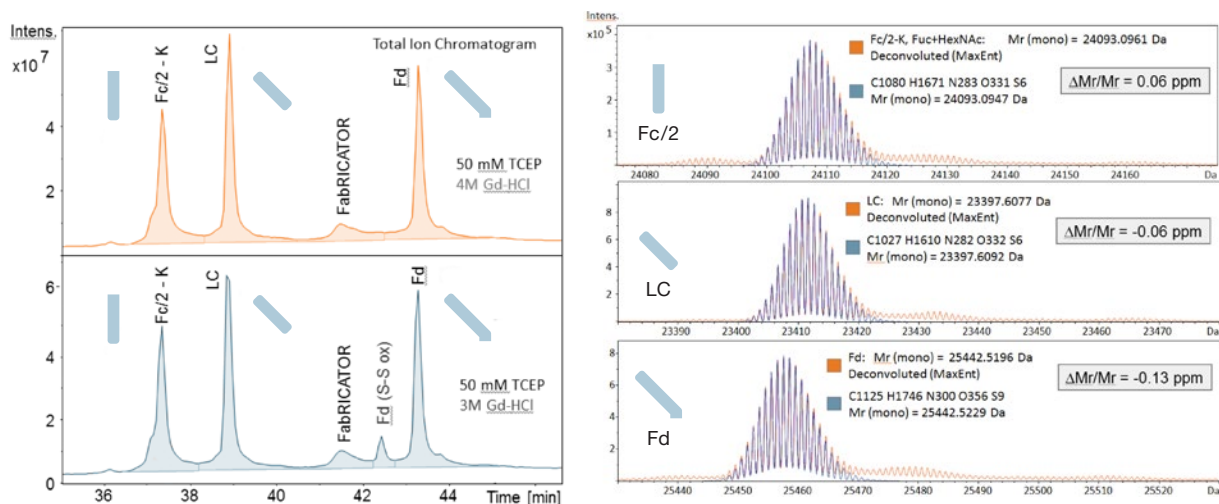 Intens.
x10⁷
Total Ion Chromatogram
Fc/2 - K
LC
FabRICATOR
Fd
50 mM TCEP
4M Gd-HCl
4
2
Fc/2 - K
LC
FabRICATOR
Fd (S-S ox)
Fd
50 mM TCEP
3M Gd-HCl
6
4
2
0
36 38 40 42 44 Time [min]
Intens.
x10⁵
Fc/2-K, Fuc+HexNAc: Mr (mono) = 24093.0961 Da
Deconvoluted (MaxEnt)
C1080 H1671 N283 O331 S6
Mr (mono) = 24093.0947 Da
ΔMr/Mr = 0.06 ppm
Fc/2
3
2
1
24080 24090 24100 24110 24120 24130 24140 24150 24160 Da
LC: Mr (mono) = 23397.6077 Da
Deconvoluted (MaxEnt)
C1027 H1610 N282 O332 S6
Mr (mono) = 23397.6092 Da
ΔMr/Mr = -0.06 ppm
LC
8
6
4
2
23390 23400 23410 23420 23430 23440 23450 23460 23470 Da
Fd: Mr (mono) = 25442.5196 Da
Deconvoluted (MaxEnt)
C1125 H1746 N300 O356 S9
Mr (mono) = 25442.5229 Da
ΔMr/Mr = -0.13 ppm
Fd
8
6
4
2
25440 25450 25460 25470 25480 25490 25500 25510 25520 Da